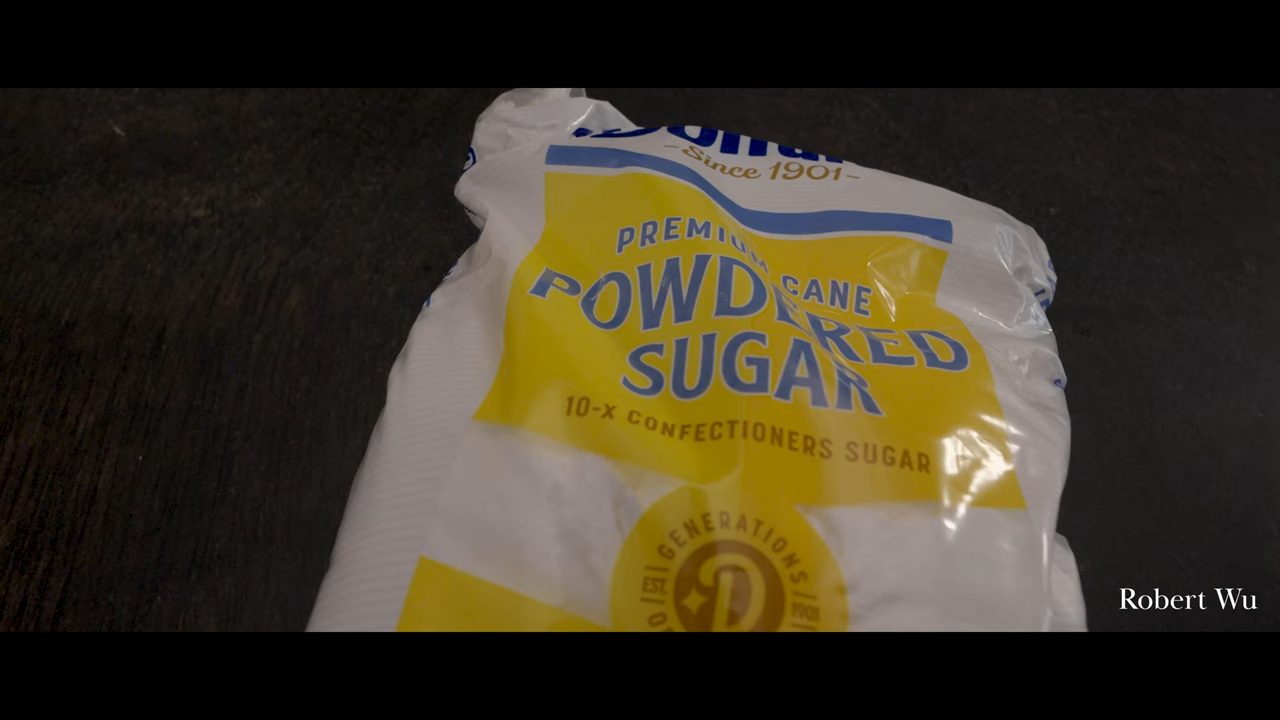 -Since 1901-
PREMIUM CANE
POWDERED
SUGAR
10-X CONFECTIONERS SUGAR
GENERATIONS
EST. 1901
P
Robert Wu